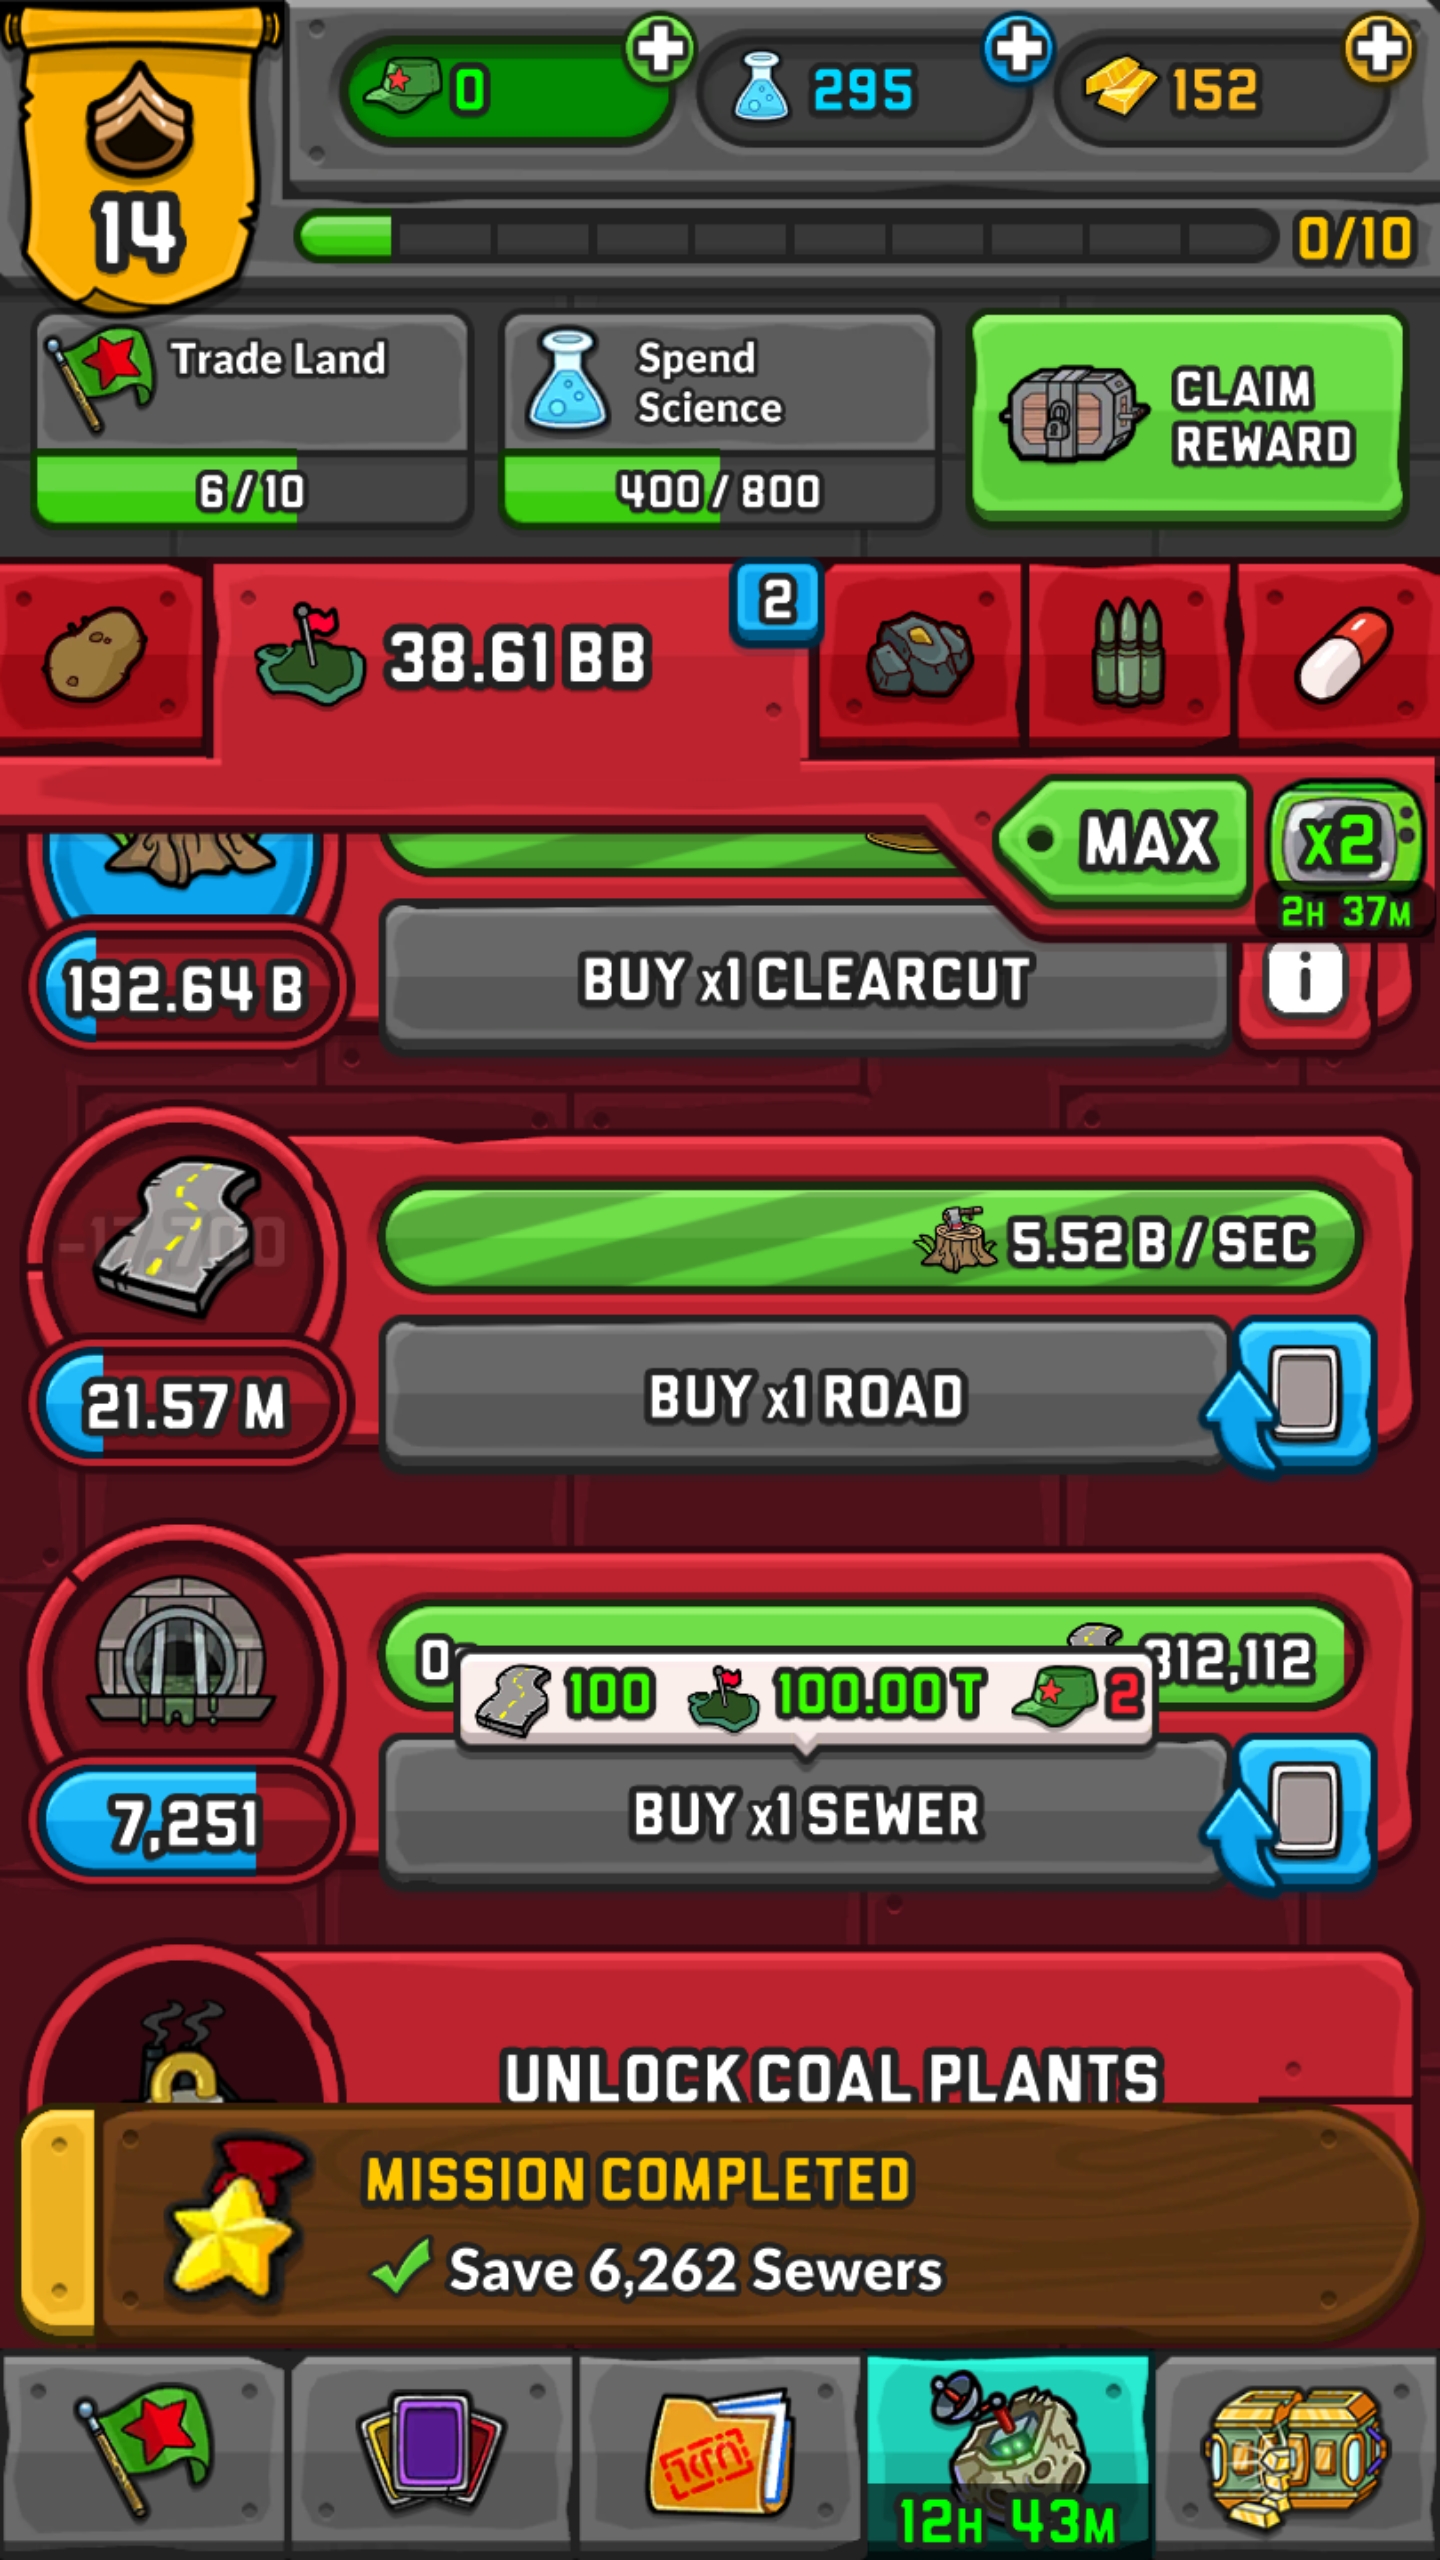 0
295
152
14
0/10
Trade Land
6/10
Spend
Science
400/800
CLAIM
REWARD
38.61 BB
2
MAX
x2
2H 37M
192.64 B
BUY x1 CLEARCUT
i
5.52 B / SEC
21.57 M
BUY x1 ROAD
312,112
100
100.00 T
2
7,251
BUY x1 SEWER
UNLOCK COAL PLANTS
MISSION COMPLETED
Save 6,262 Sewers
12H 43M